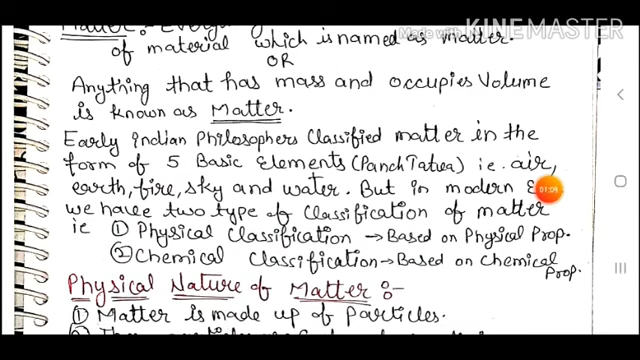 Matter :- Every
of material which is named as matter.
OR
Anything that has mass and occupies Volume
is known as Matter.
Early Indian Philosophers Classified matter in the
form of 5 Basic Elements (Panch Tatva) i.e. air,
earth, fire, sky and water. But in modern
we have two type of classification of matter
ie ① Physical Classification → Based on Physical Prop.
② Chemical Classification → Based on Chemical
Prop.
Physical Nature of Matter :-
① Matter is made up of Particles.
Made with KINEMASTER
01:09